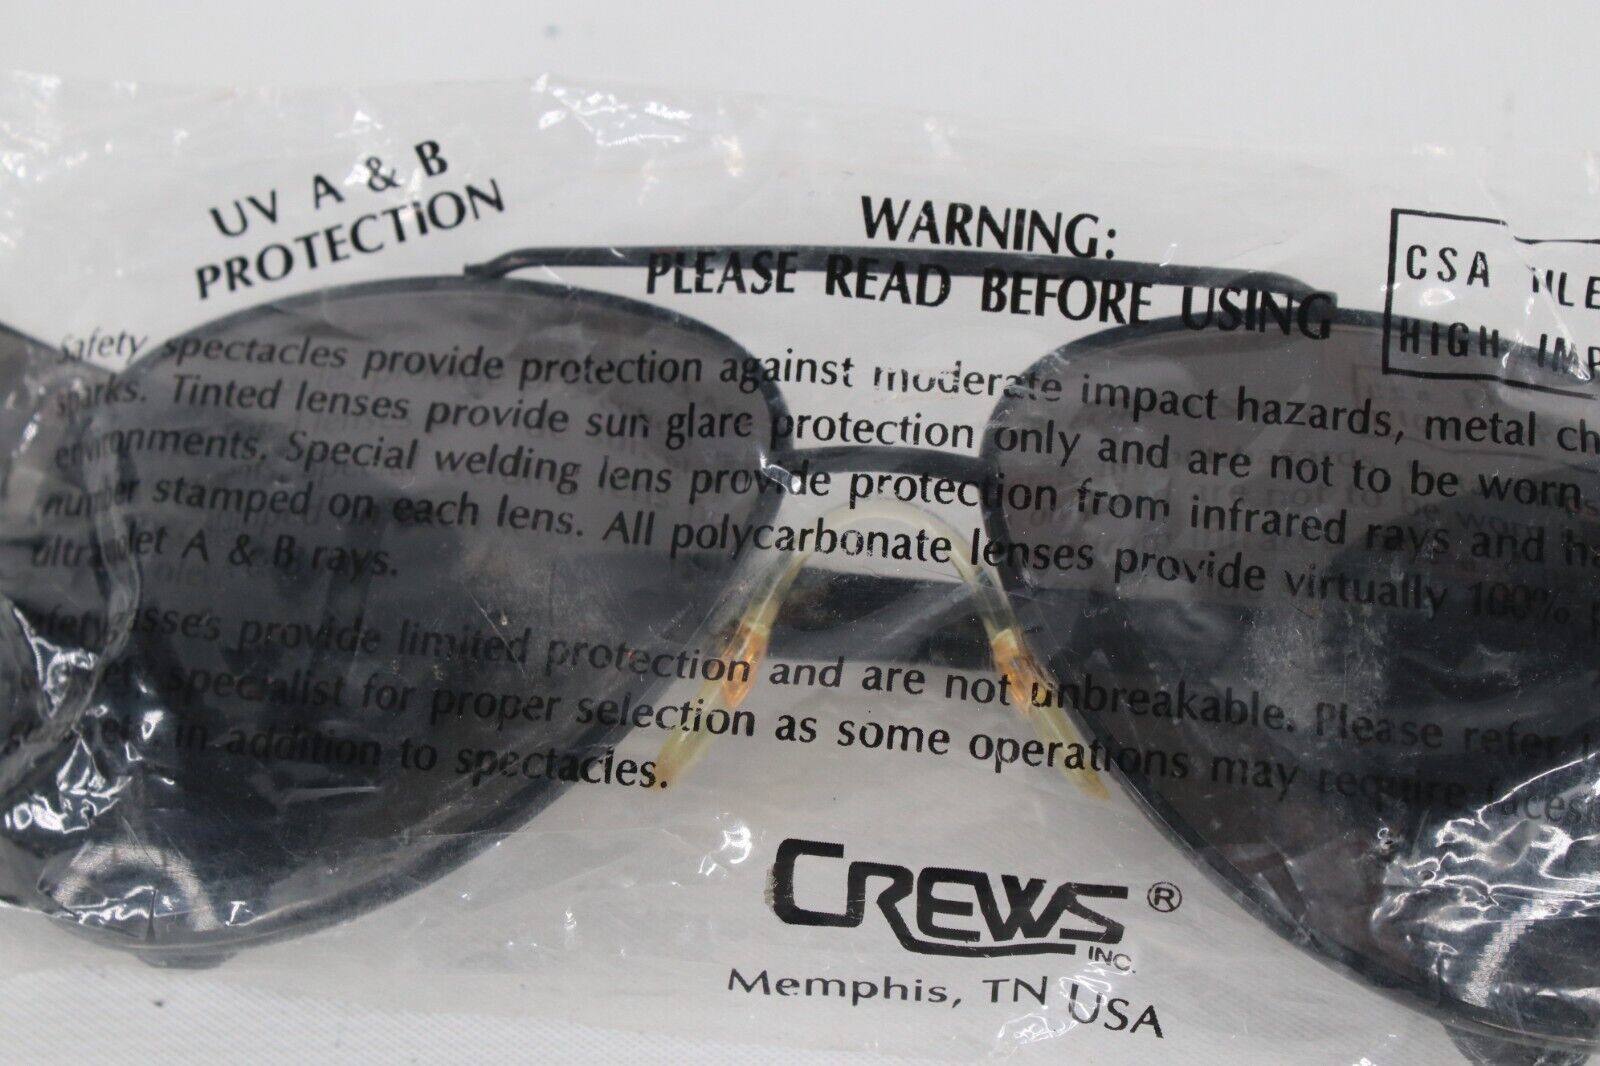 UV A & B
PROTECTION
WARNING:
PLEASE READ BEFORE USING
CSA
HIGH
Safety spectacles provide protection against moderate impact hazards, metal
sparks. Tinted lenses provide sun glare protection only and are not to be worn
environments. Special welding lens provide protection from infrared rays and
number stamped on each lens. All polycarbonate lenses provide virtually 100%
ultraviolet A & B rays.
provide limited protection and are not unbreakable. Please refer
specialist for proper selection as some operations may require
in addition to spectacles.
CREWS ®
INC.
Memphis, TN USA